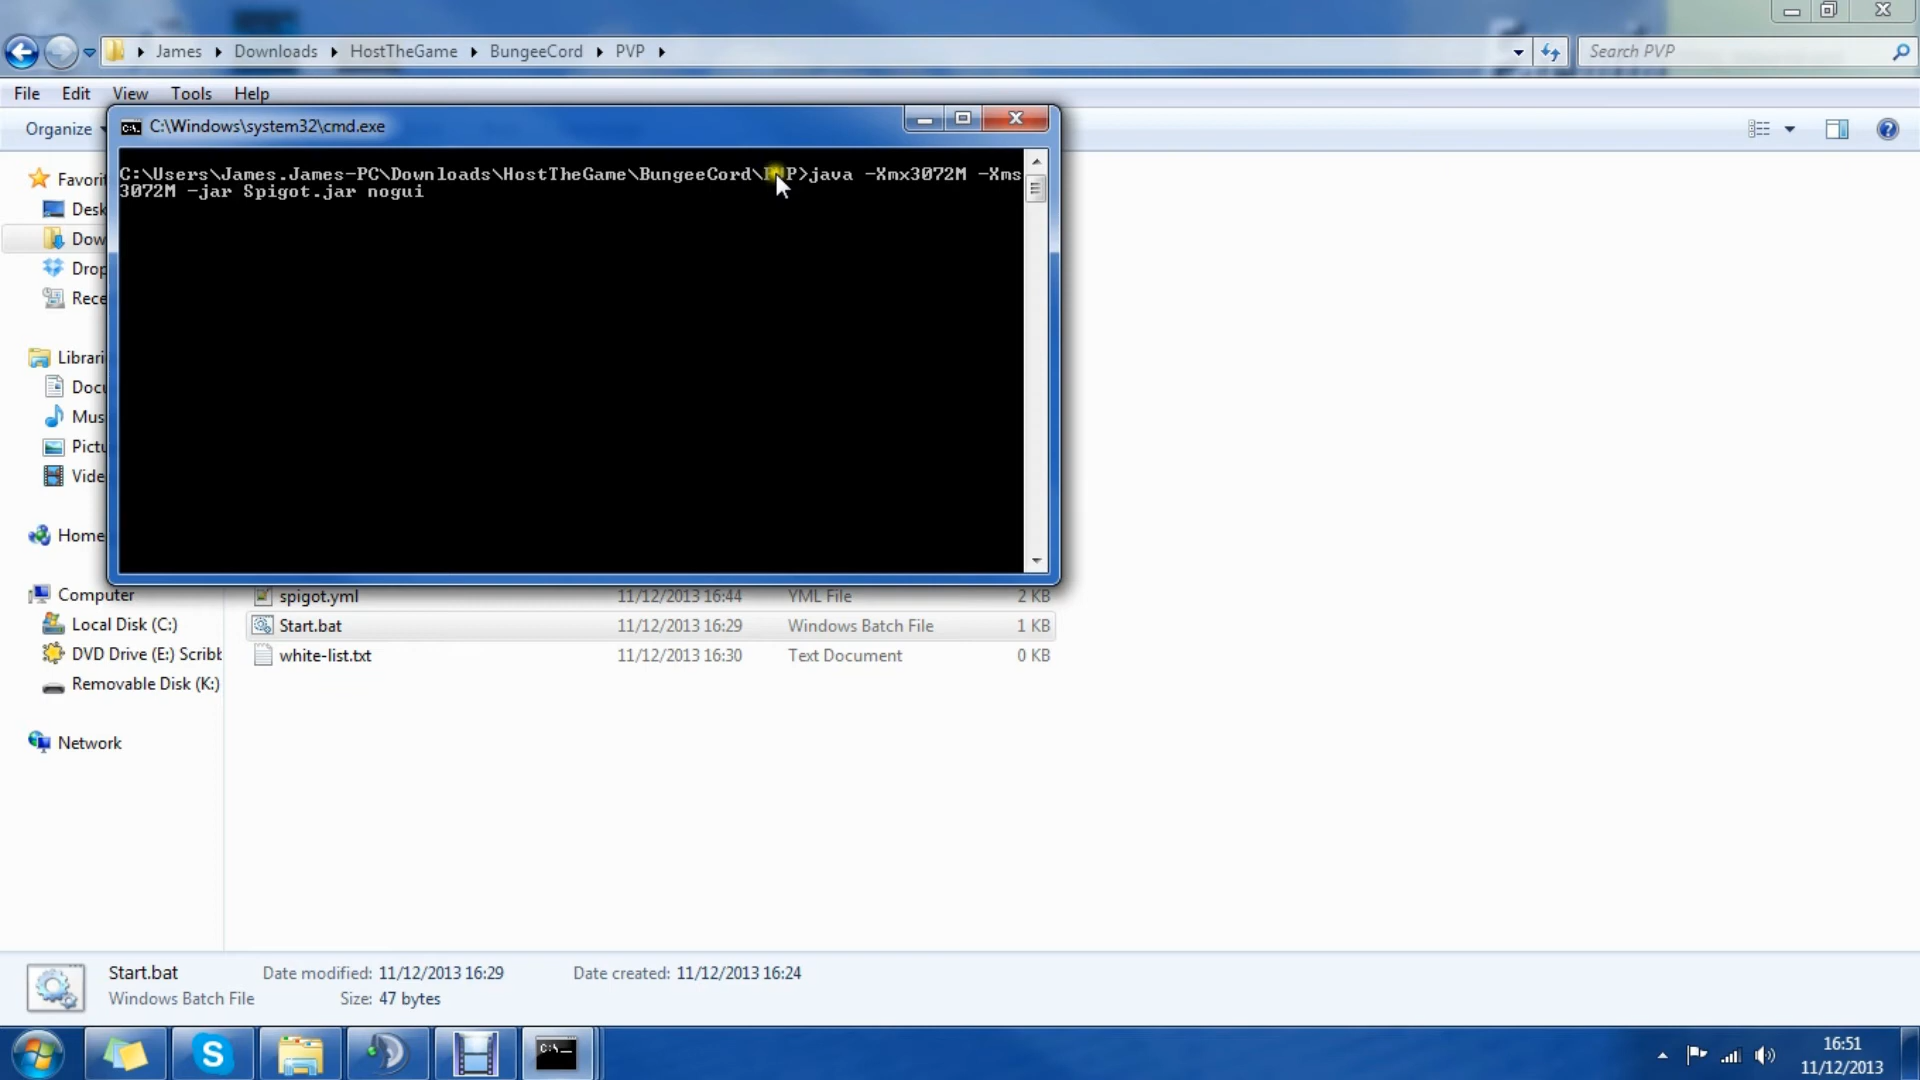 James Downloads HostTheGame BungeeCord PVP
Search PVP
File Edit View Tools Help
Organize
C:\Windows\system32\cmd.exe
C:\Users\James.James-PC\Downloads\HostTheGame\BungeeCord\PVP>java -Xmx3072M -Xms
3072M -jar Spigot.jar nogui
Favorit
Desk
Dow
Drop
Rece
Librari
Docu
Mus
Pictu
Vide
Home
Computer
Local Disk (C:)
DVD Drive (E:) Scribb
Removable Disk (K:)
Network
spigot.yml 11/12/2013 16:44 YML File 2 KB
Start.bat 11/12/2013 16:29 Windows Batch File 1 KB
white-list.txt 11/12/2013 16:30 Text Document 0 KB
Start.bat Date modified: 11/12/2013 16:29 Date created: 11/12/2013 16:24
Windows Batch File Size: 47 bytes
C:\_
16:51
11/12/2013